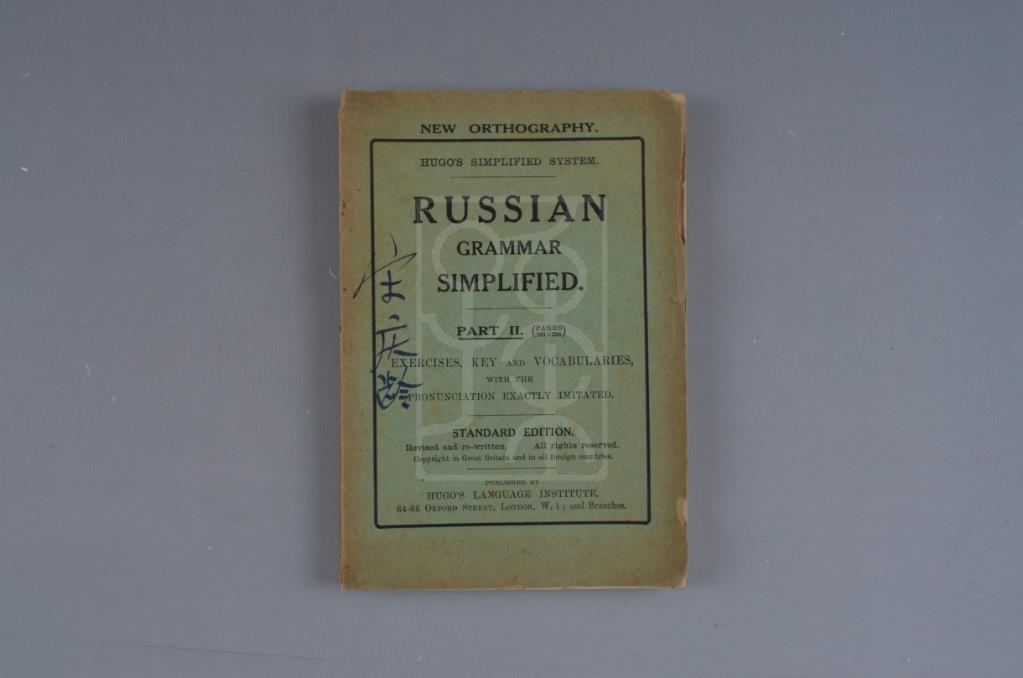 NEW ORTHOGRAPHY.
HUGO'S SIMPLIFIED SYSTEM.
RUSSIAN
GRAMMAR
SIMPLIFIED.
PART II. (PAGES
EXERCISES, KEY AND VOCABULARIES,
WITH THE
PRONUNCIATION EXACTLY IMITATED.
STANDARD EDITION.
Revised and re-written. All rights reserved.
Copyright in Great Britain and in all foreign countries.
PUBLISHED BY
HUGO'S LANGUAGE INSTITUTE,
64-66 OXFORD STREET, LONDON, W. 1; and Branches.